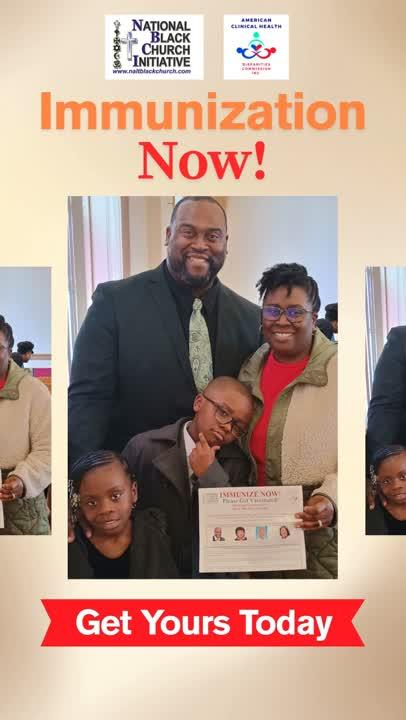 NATIONAL
BLACK
CHURCH
INITIATIVE
www.naltblackchurch.com
AMERICAN
CLINICAL HEALTH
DISPARITIES
COMMISSION
INC
Immunization
Now!
IMMUNIZE NOW!
Please Get Vaccinated!
Get Yours Today